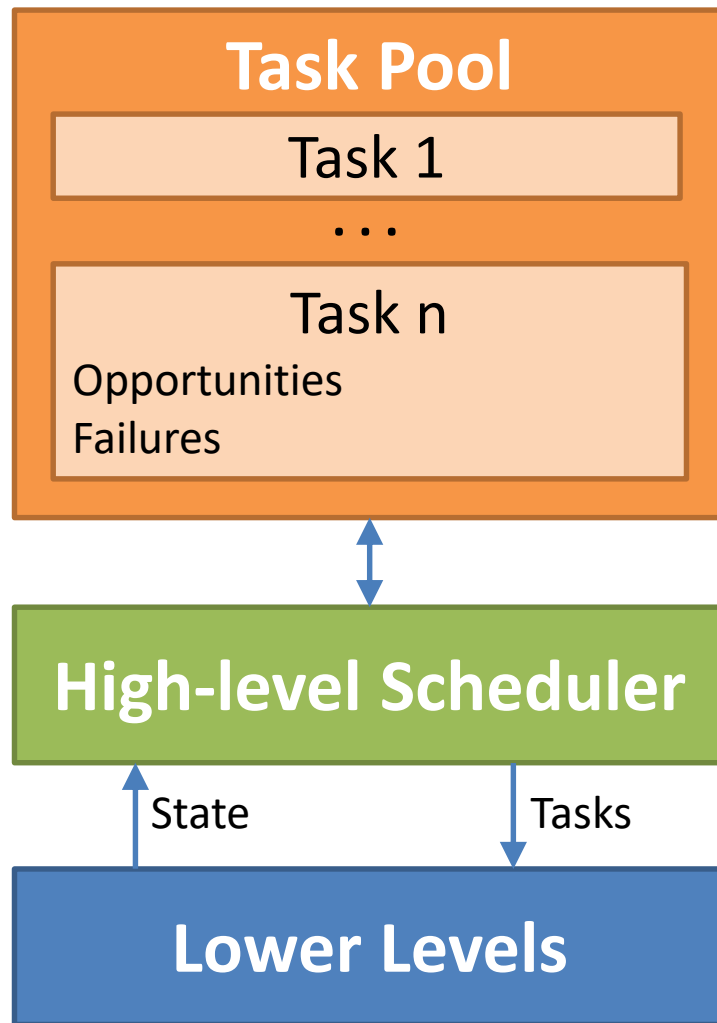 Task Pool
Task 1
...
Task n
Opportunities
Failures
High-level Scheduler
State
Tasks
Lower Levels